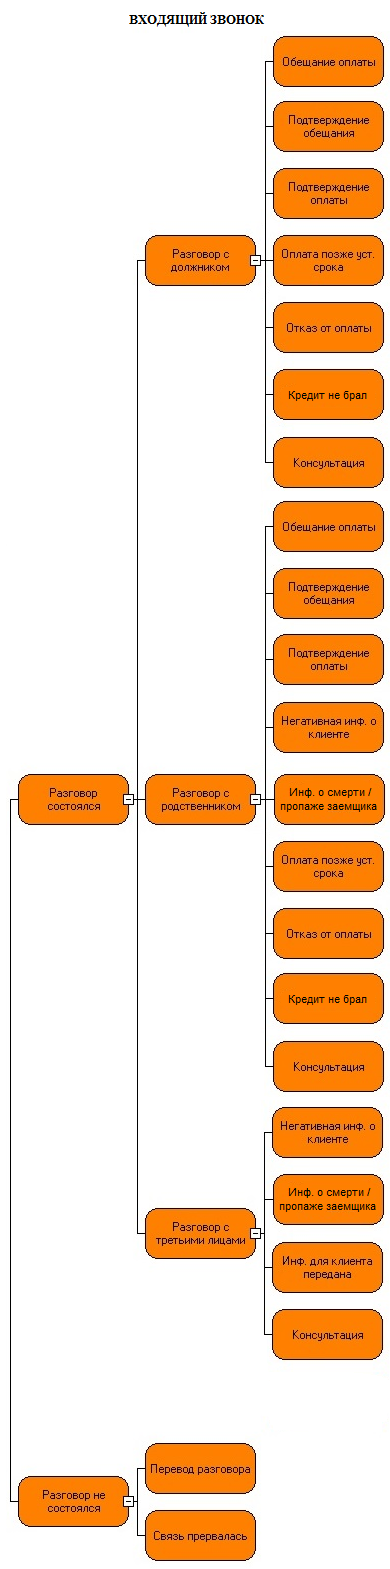 ВХОДЯЩИЙ ЗВОНОК
Разговор
состоялся
Разговор с
должником
Обещание оплаты
Подтверждение
обещания
Подтверждение
оплаты
Оплата позже уст.
срока
Отказ от оплаты
Кредит не брал
Консультация
Разговор с
родственником
Обещание оплаты
Подтверждение
обещания
Подтверждение
оплаты
Негативная инф. о
клиенте
Инф. о смерти /
пропаже заемщика
Оплата позже уст.
срока
Отказ от оплаты
Кредит не брал
Консультация
Разговор с
третьими лицами
Негативная инф. о
клиенте
Инф. о смерти /
пропаже заемщика
Инф. для клиента
передана
Консультация
Разговор не
состоялся
Перевод разговора
Связь прервалась